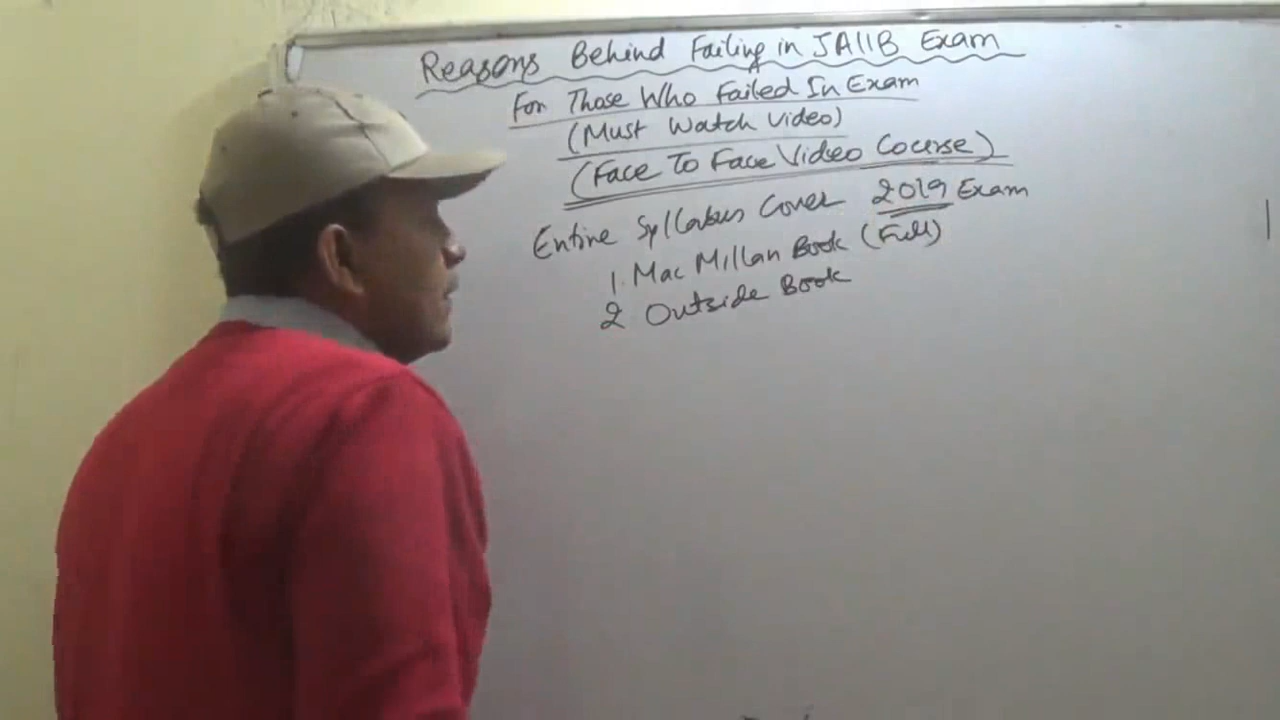 Reasons Behind Failing in JAIIB Exam
For Those Who Failed In Exam
(Must Watch Video)
(Face To Face Video Course)
Entire Syllabus Cover 2019 Exam
1. Mac Millan Book (Full)
2 Outside Book